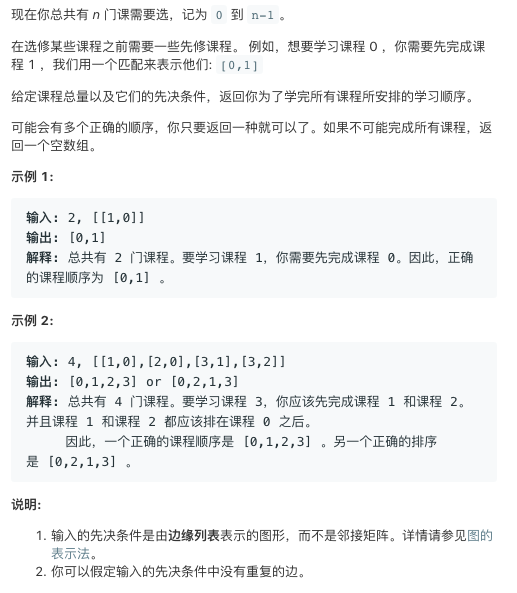 现在你总共有 n 门课需要选，记为 0 到 n-1。
在选修某些课程之前需要一些先修课程。 例如，想要学习课程 0 ，你需要先完成课
程 1 ，我们用一个匹配来表示他们: [0,1]
给定课程总量以及它们的先决条件，返回你为了学完所有课程所安排的学习顺序。
可能会有多个正确的顺序，你只要返回一种就可以了。如果不可能完成所有课程，返
回一个空数组。
示例 1:
输入: 2, [[1,0]]
输出: [0,1]
解释: 总共有 2 门课程。要学习课程 1，你需要先完成课程 0。因此，正确
的课程顺序为 [0,1] 。
示例 2:
输入: 4, [[1,0],[2,0],[3,1],[3,2]]
输出: [0,1,2,3] or [0,2,1,3]
解释: 总共有 4 门课程。要学习课程 3，你应该先完成课程 1 和课程 2。
并且课程 1 和课程 2 都应该排在课程 0 之后。
因此，一个正确的课程顺序是 [0,1,2,3] 。另一个正确的排序
是 [0,2,1,3] 。
说明:
1. 输入的先决条件是由边缘列表表示的图形，而不是邻接矩阵。详情请参见图的
表示法。
2. 你可以假定输入的先决条件中没有重复的边。